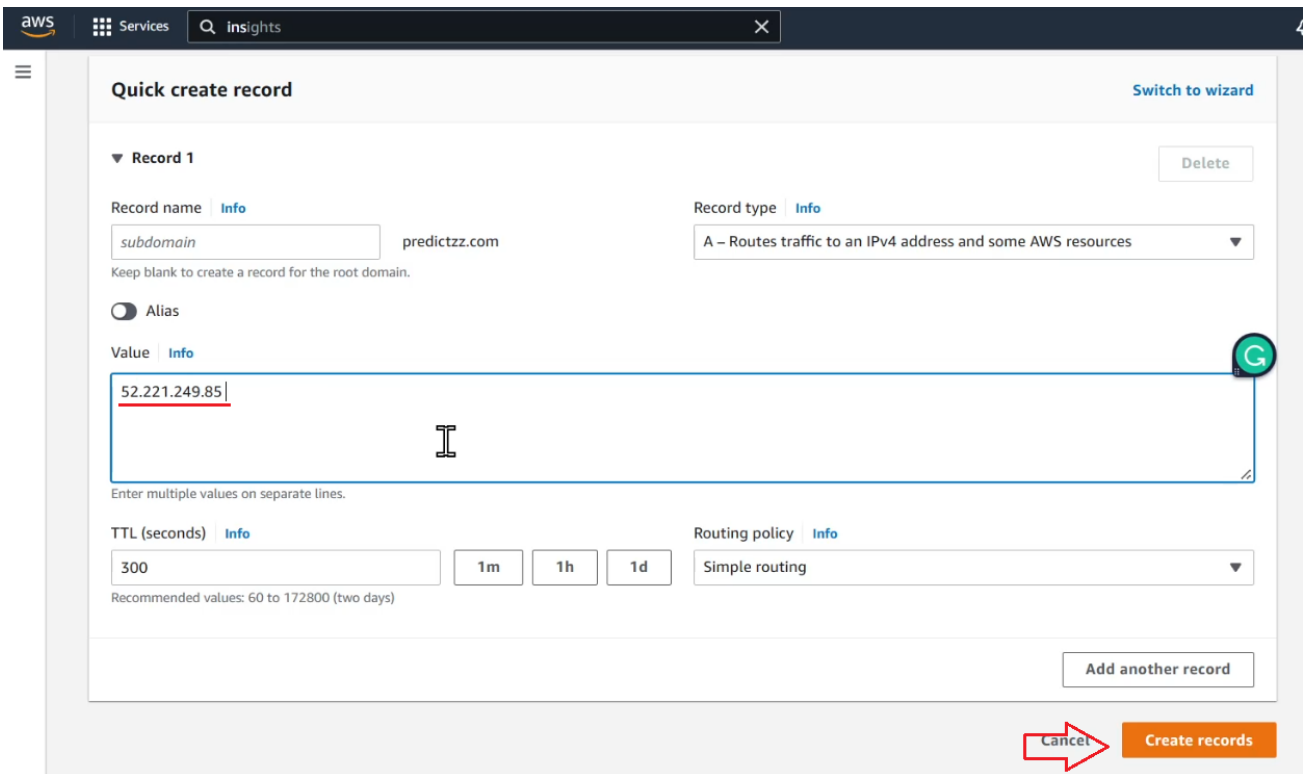 aws Services insights
Quick create record Switch to wizard
Record 1 Delete
Record name Info Record type Info
subdomain predictzz.com A – Routes traffic to an IPv4 address and some AWS resources
Keep blank to create a record for the root domain.
Alias
Value Info
52.221.249.85
Enter multiple values on separate lines.
TTL (seconds) Info Routing policy Info
300 1m 1h 1d Simple routing
Recommended values: 60 to 172800 (two days)
Add another record
Cancel Create records